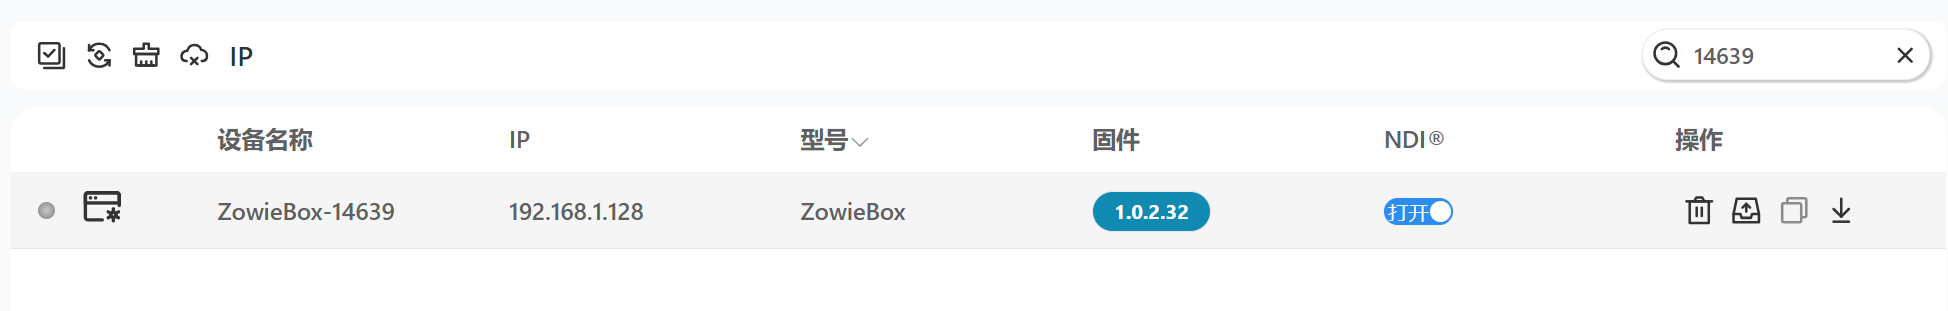 IP 14639
设备名称 IP 型号 固件 NDI® 操作
ZowieBox-14639 192.168.1.128 ZowieBox 1.0.2.32 打开